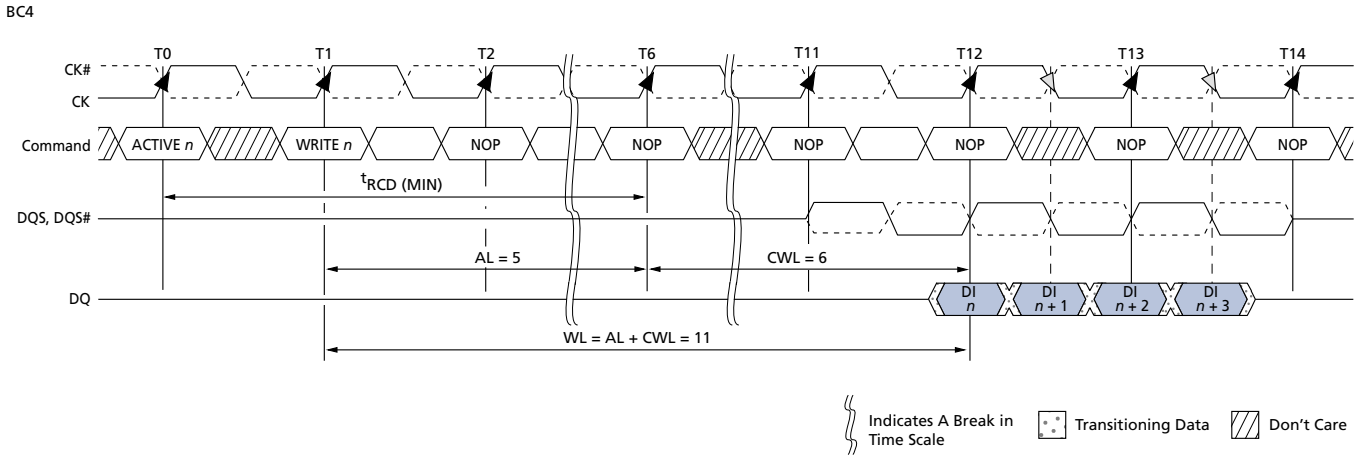 BC4
T0 T1 T2 T6 T11 T12 T13 T14
CK#
CK
Command ACTIVE n WRITE n NOP NOP NOP NOP NOP NOP
tRCD (MIN)
DQS, DQS#
AL = 5 CWL = 6
DQ DI n DI n + 1 DI n + 2 DI n + 3
WL = AL + CWL = 11
Indicates A Break in
Time Scale
Transitioning Data
Don't Care